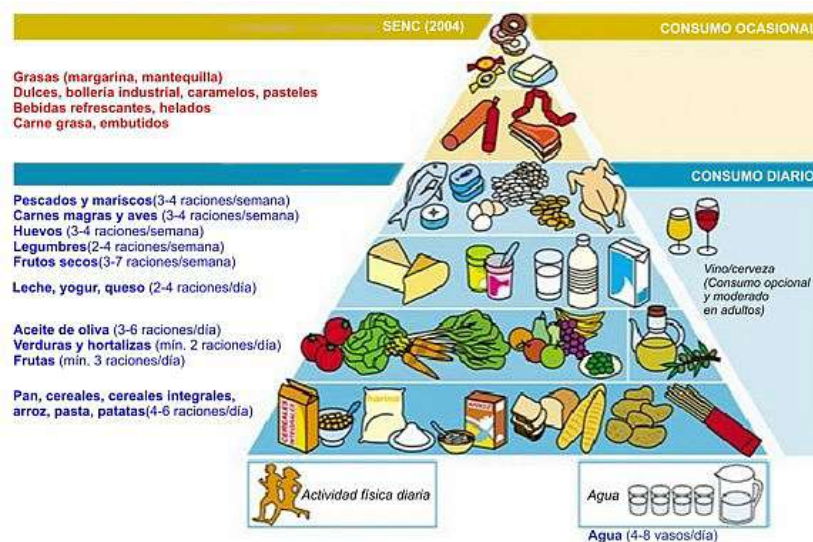 SENC (2004)
CONSUMO OCASIONAL
Grasas (margarina, mantequilla)
Dulces, bollería industrial, caramelos, pasteles
Bebidas refrescantes, helados
Carne grasa, embutidos
CONSUMO DIARIO
Pescados y mariscos(3-4 raciones/semana)
Carnes magras y aves (3-4 raciones/semana)
Huevos (3-4 raciones/semana)
Legumbres(2-4 raciones/semana)
Frutos secos(3-7 raciones/semana)
Leche, yogur, queso (2-4 raciones/día)
Vino/cerveza
(Consumo opcional
y moderado
en adultos)
Aceite de oliva (3-6 raciones/día)
Verduras y hortalizas (mín. 2 raciones/día)
Frutas (mín. 3 raciones/día)
Pan, cereales, cereales integrales,
arroz, pasta, patatas(4-6 raciones/día)
CEREALES
INTEGRALES
harina
ARROZ
Actividad física diaria
Agua
Agua (4-8 vasos/día)